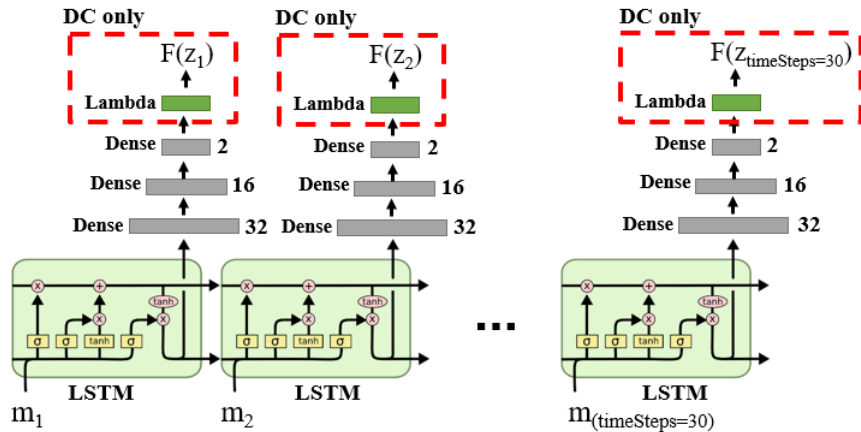 DC only
DC only
DC only
F(z1)
F(z2)
F(ztimeSteps=30)
Lambda
Lambda
Lambda
Dense 2
Dense 2
Dense 2
Dense 16
Dense 16
Dense 16
Dense 32
Dense 32
Dense 32
x + tanh
x + tanh
x + tanh
x x
x x
x x
...
σ σ tanh σ
σ σ tanh σ
σ σ tanh σ
LSTM
LSTM
LSTM
m1
m2
m(timeSteps=30)